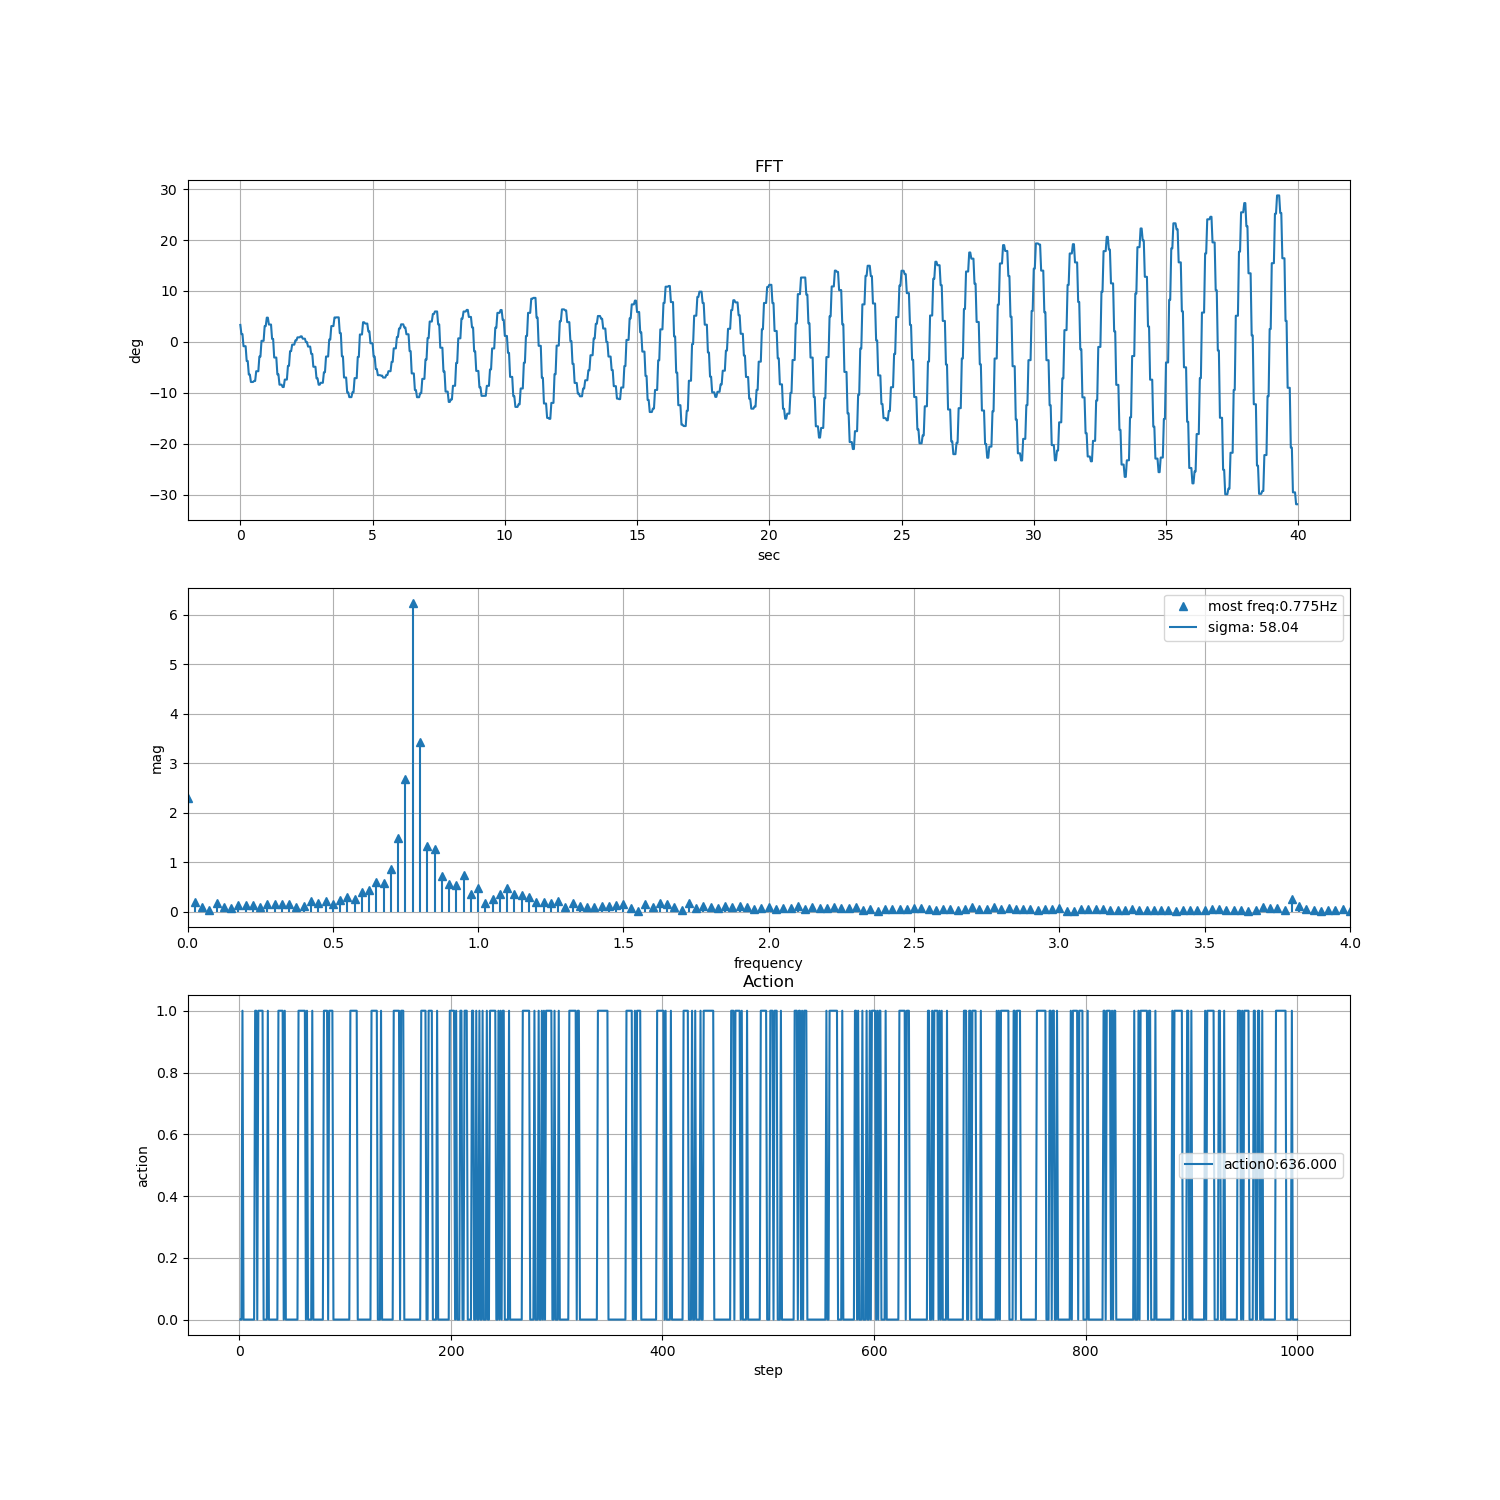 FFT
30
20
10
0
−10
−20
−30
deg
0 5 10 15 20 25 30 35 40
sec
6
5
4
3
2
1
0
mag
most freq:0.775Hz
sigma: 58.04
0.0 0.5 1.0 1.5 2.0 2.5 3.0 3.5 4.0
frequency
Action
1.0
0.8
0.6
0.4
0.2
0.0
action
action0:636.000
0 200 400 600 800 1000
step